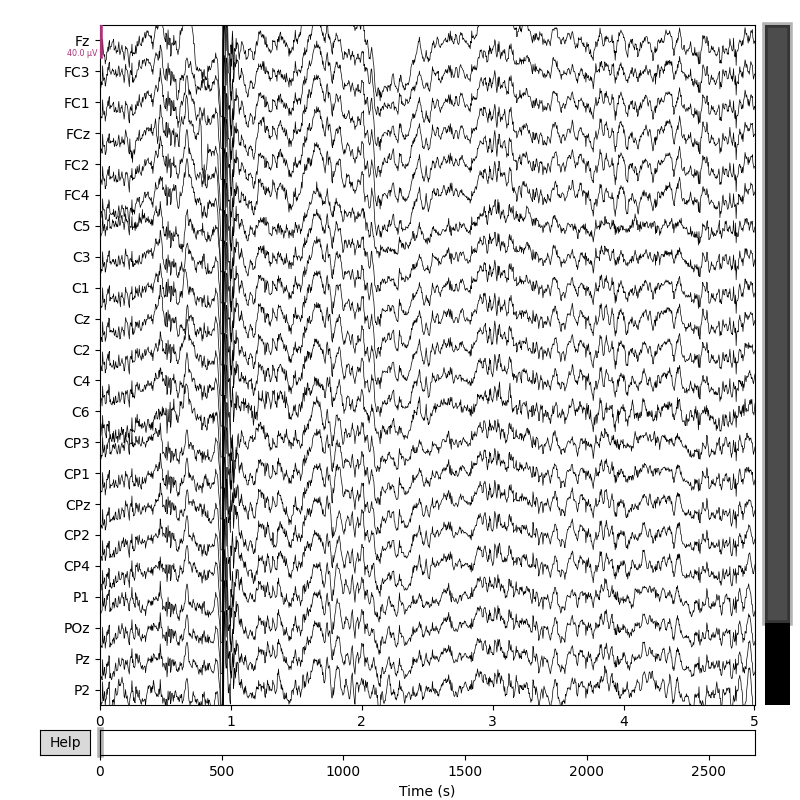 Fz
40.0 µV
FC3
FC1
FCz
FC2
FC4
C5
C3
C1
Cz
C2
C4
C6
CP3
CP1
CPz
CP2
CP4
P1
POz
Pz
P2
0 1 2 3 4 5
Help
0 500 1000 1500 2000 2500
Time (s)